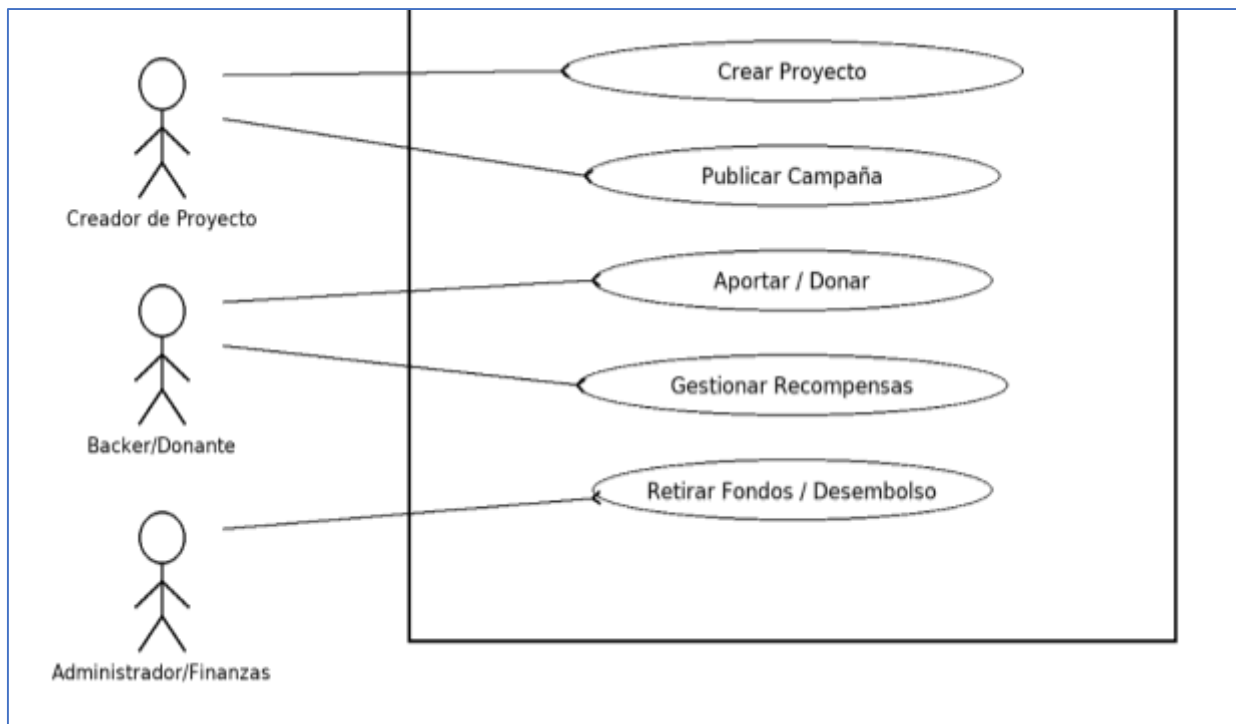 Crear Proyecto
Publicar Campaña
Creador de Proyecto
Aportar / Donar
Gestionar Recompensas
Backer/Donante
Retirar Fondos / Desembolso
Administrador/Finanzas